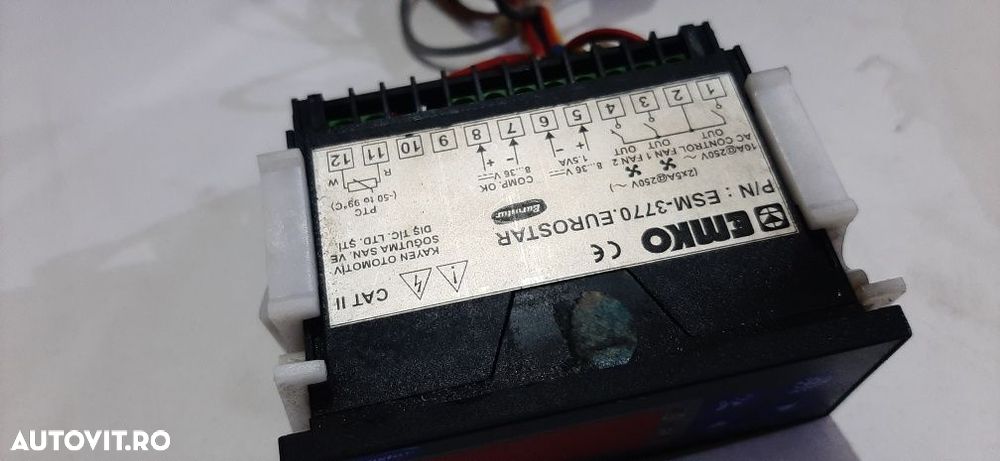 EMKO
CE
P/N : ESM-3770.EUROSTAR
Eurostar
CAT II
KAYEN OTOMOTİV
SOĞUTMA SAN. VE
DIŞ TİC. LTD. ŞTİ.
10A@250V ~
(2x5A@250V ~)
AC CONTROL
OUT
FAN 1
OUT
FAN 2
OUT
8...36 V
1.5VA
COMP. OK
8...36 V
PTC
(-50 to 99°C)
R
W
1 2 3 4 5 6 7 8 9 10 11 12
AUTOVIT.RO